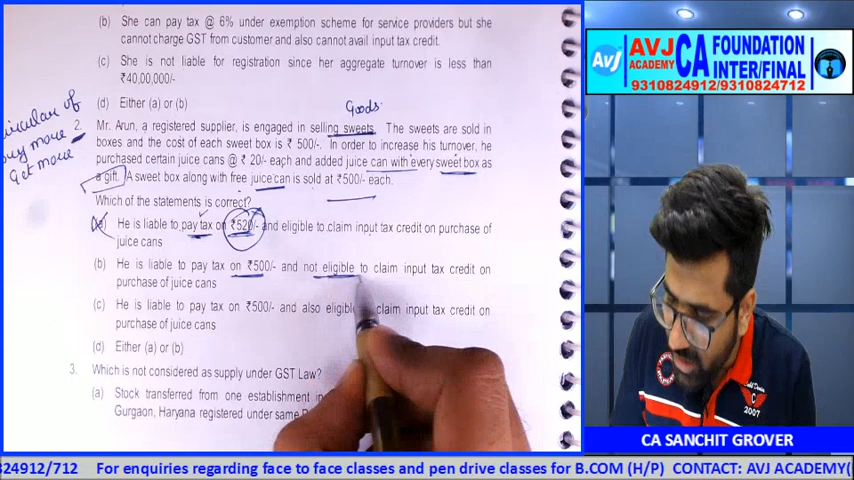 (b) She can pay tax @ 6% under exemption scheme for service providers but she
cannot charge GST from customer and also cannot avail input tax credit.
(c) She is not liable for registration since her aggregate turnover is less than
₹40,00,000/-
(d) Either (a) or (b)
Goods
of
Buy more
Get more
2. Mr. Arun, a registered supplier, is engaged in selling sweets. The sweets are sold in
boxes and the cost of each sweet box is ₹ 500/-. In order to increase his turnover, he
purchased certain juice cans @ ₹ 20/- each and added juice can with every sweet box as
a gift. A sweet box along with free juice can is sold at ₹500/- each.
Which of the statements is correct?
(a) He is liable to pay tax on ₹520/- and eligible to claim input tax credit on purchase of
juice cans
(b) He is liable to pay tax on ₹500/- and not eligible to claim input tax credit on
purchase of juice cans
(c) He is liable to pay tax on ₹500/- and also claim input tax credit on
purchase of juice cans
(d) Either (a) or (b)
3. Which is not considered as supply under GST Law?
(a) Stock transferred from one establishment in
Gurgaon, Haryana registered under same
AVJ
AVJ
ACADEMY
CA
FOUNDATION
INTER/FINAL
9310824912/9310824712
2007
CA SANCHIT GROVER
824912/712 For enquiries regarding face to face classes and pen drive classes for B.COM (H/P) CONTACT: AVJ ACADEMY(